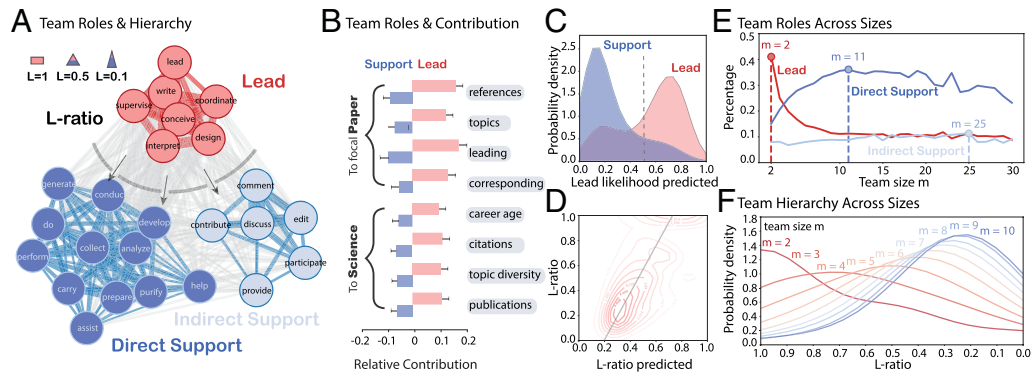 A Team Roles & Hierarchy
L=1 L=0.5 L=0.1
Lead
L-ratio
lead
write
supervise
coordinate
conceive
interpret
design
generate
conduc
do
develop
collect
analyze
perform
carry
prepare
purify
help
assist
comment
contribute
discuss
edit
participate
provide
Indirect Support
Direct Support
B Team Roles & Contribution
Support Lead
To focal Paper
references
topics
leading
corresponding
To Science
career age
citations
topic diversity
publications
-0.2 -0.1 0.0 0.1 0.2
Relative Contribution
C
Probability density
2.5
2.0
1.5
1.0
0.5
0.0
Support
Lead
0.0 0.2 0.4 0.6 0.8 1.0
Lead likelihood predicted
D
L-ratio
1.0
0.8
0.6
0.4
0.2
0.0
0.0 0.2 0.4 0.6 0.8 1.0
L-ratio predicted
E Team Roles Across Sizes
Percentage
0.5
0.4
0.3
0.2
0.1
0.0
m = 2
Lead
m = 11
Direct Support
m = 25
Indirect Support
2 5 10 15 20 25 30
Team size m
F Team Hierarchy Across Sizes
Probability density
1.8
1.6
1.4
1.2
1.0
0.8
0.6
0.4
0.2
0.0
team size m
m = 2
m = 3
m = 4
m = 5
m = 6
m = 7
m = 8
m = 9
m = 10
1.0 0.9 0.8 0.7 0.6 0.5 0.4 0.3 0.2 0.1 0.0
L-ratio